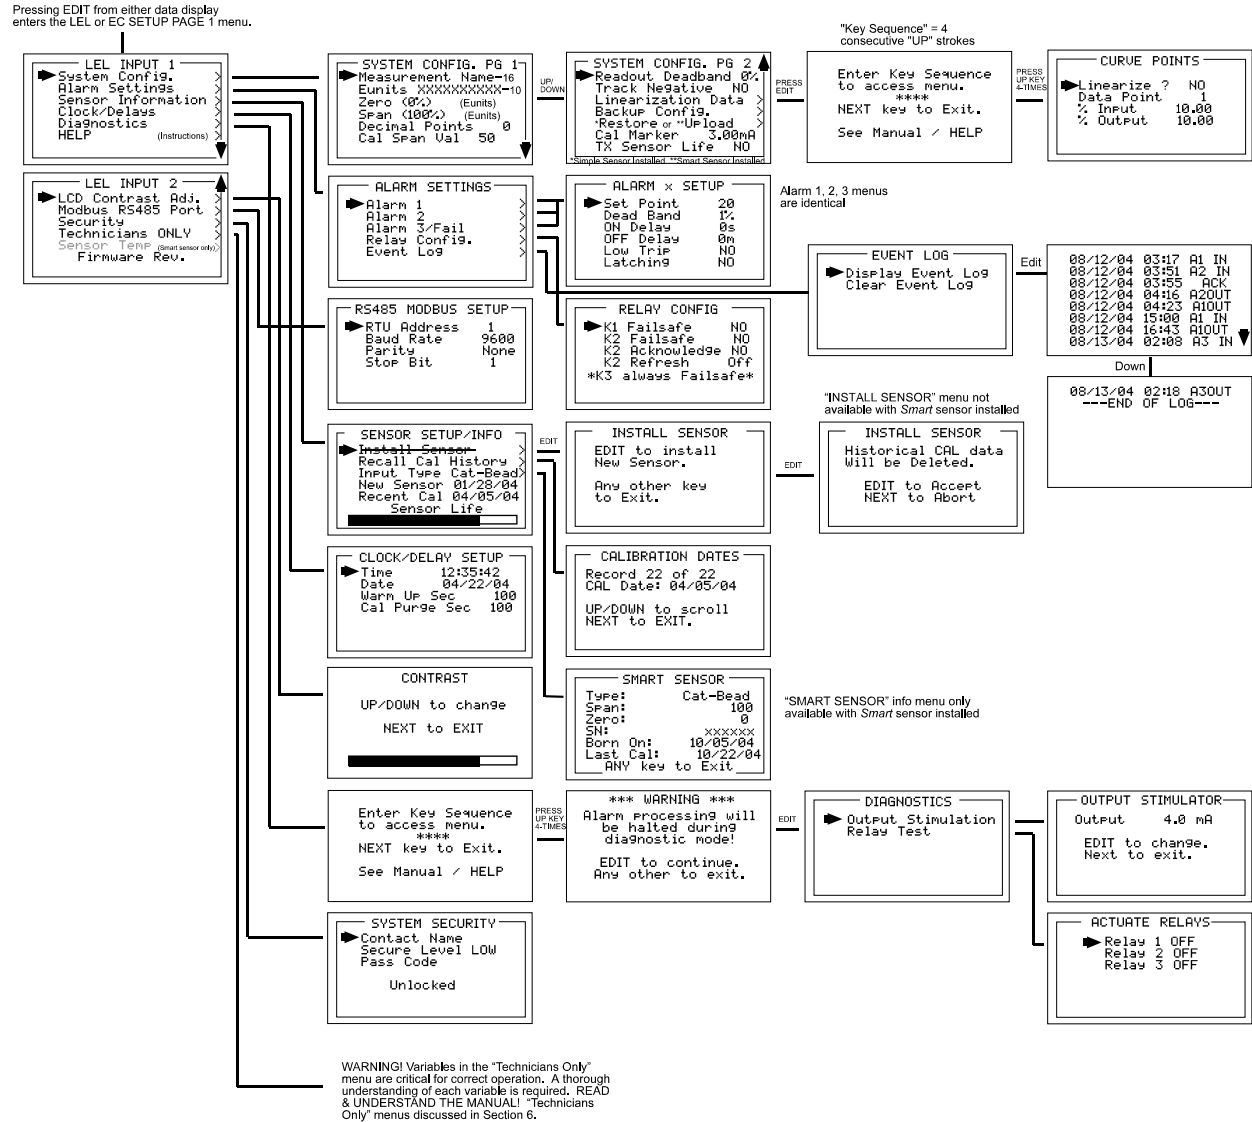 Pressing EDIT from either data display
enters the LEL or EC SETUP PAGE 1 menu.
LEL INPUT 1
System Config. >
Alarm Settings >
Sensor Information >
Clock/Delays >
Diagnostics >
HELP (Instructions) >
LEL INPUT 2
LCD Contrast Adj. >
Modbus RS485 Port >
Security >
Technicians ONLY >
Sensor Temp (Smart sensor only) >
Firmware Rev.
SYSTEM CONFIG. PG 1
Measurement Name-16
Eunits XXXXXXXXXX-10
Zero (0%) (Eunits)
Span (100%) (Eunits)
Decimal Points 0
Cal Span Val 50
UP/
DOWN
SYSTEM CONFIG. PG 2
Readout Deadband 0%
Track Negative NO
Linearization Data >
Backup Config. >
*Restore or **Upload >
Cal Marker 3.00mA
TX Sensor Life NO
*Simple Sensor Installed **Smart Sensor Installed
PRESS
EDIT
"Key Sequence" = 4
consecutive "UP" strokes
Enter Key Sequence
to access menu.
****
NEXT key to Exit.
See Manual / HELP
PRESS
UP KEY
4-TIMES
CURVE POINTS
Linearize ? NO
Data Point 1
% Input 10.00
% Output 10.00
ALARM SETTINGS
Alarm 1 >
Alarm 2 >
Alarm 3/Fail >
Relay Config. >
Event Log >
ALARM x SETUP
Set Point 20
Dead Band 1%
ON Delay 0s
OFF Delay 0m
Low Trip NO
Latching NO
Alarm 1, 2, 3 menus
are identical
EVENT LOG
Display Event Log
Clear Event Log
Edit
08/12/04 03:17 A1 IN
08/12/04 03:51 A2 IN
08/12/04 03:55 ACK
08/12/04 04:16 A2OUT
08/12/04 04:23 A1OUT
08/12/04 15:00 A1 IN
08/12/04 16:43 A1OUT
08/13/04 02:08 A3 IN
Down
08/13/04 02:18 A3OUT
---END OF LOG---
RS485 MODBUS SETUP
RTU Address 1
Baud Rate 9600
Parity None
Stop Bit 1
RELAY CONFIG
K1 Failsafe NO
K2 Failsafe NO
K2 Acknowledge NO
K2 Refresh Off
*K3 always Failsafe*
SENSOR SETUP/INFO
Install Sensor >
Recall Cal History >
Input Type Cat-Bead>
New Sensor 01/28/04
Recent Cal 04/05/04
Sensor Life
EDIT
INSTALL SENSOR
EDIT to install
New Sensor.
Any other key
to Exit.
EDIT
"INSTALL SENSOR" menu not
available with Smart sensor installed
INSTALL SENSOR
Historical CAL data
Will be Deleted.
EDIT to Accept
NEXT to Abort
CLOCK/DELAY SETUP
Time 12:35:42
Date 04/22/04
Warm Up Sec 100
Cal Purge Sec 100
CALIBRATION DATES
Record 22 of 22
CAL Date: 04/05/04
UP/DOWN to scroll
NEXT to EXIT.
CONTRAST
UP/DOWN to change
NEXT to EXIT
SMART SENSOR
Type: Cat-Bead
Span: 100
Zero: 0
SN: xxxxxx
Born On: 10/05/04
Last Cal: 10/22/04
ANY key to Exit
"SMART SENSOR" info menu only
available with Smart sensor installed
Enter Key Sequence
to access menu.
****
NEXT key to Exit.
See Manual / HELP
PRESS
UP KEY
4-TIMES
*** WARNING ***
Alarm processing will
be halted during
diagnostic mode!
EDIT to continue.
Any other to exit.
EDIT
DIAGNOSTICS
Output Stimulation
Relay Test
OUTPUT STIMULATOR
Output 4.0 mA
EDIT to change.
Next to exit.
ACTUATE RELAYS
Relay 1 OFF
Relay 2 OFF
Relay 3 OFF
SYSTEM SECURITY
Contact Name
Secure Level LOW
Pass Code
Unlocked
WARNING! Variables in the "Technicians Only"
menu are critical for correct operation. A thorough
understanding of each variable is required. READ
& UNDERSTAND THE MANUAL! "Technicians
Only" menus discussed in Section 6.